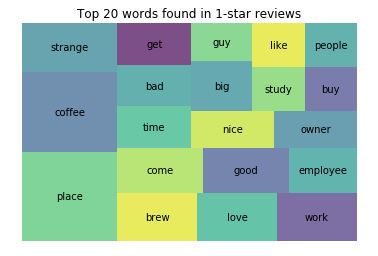 Top 20 words found in 1-star reviews
strange
get
guy
like
people
coffee
bad
big
study
buy
time
nice
owner
place
come
good
employee
brew
love
work